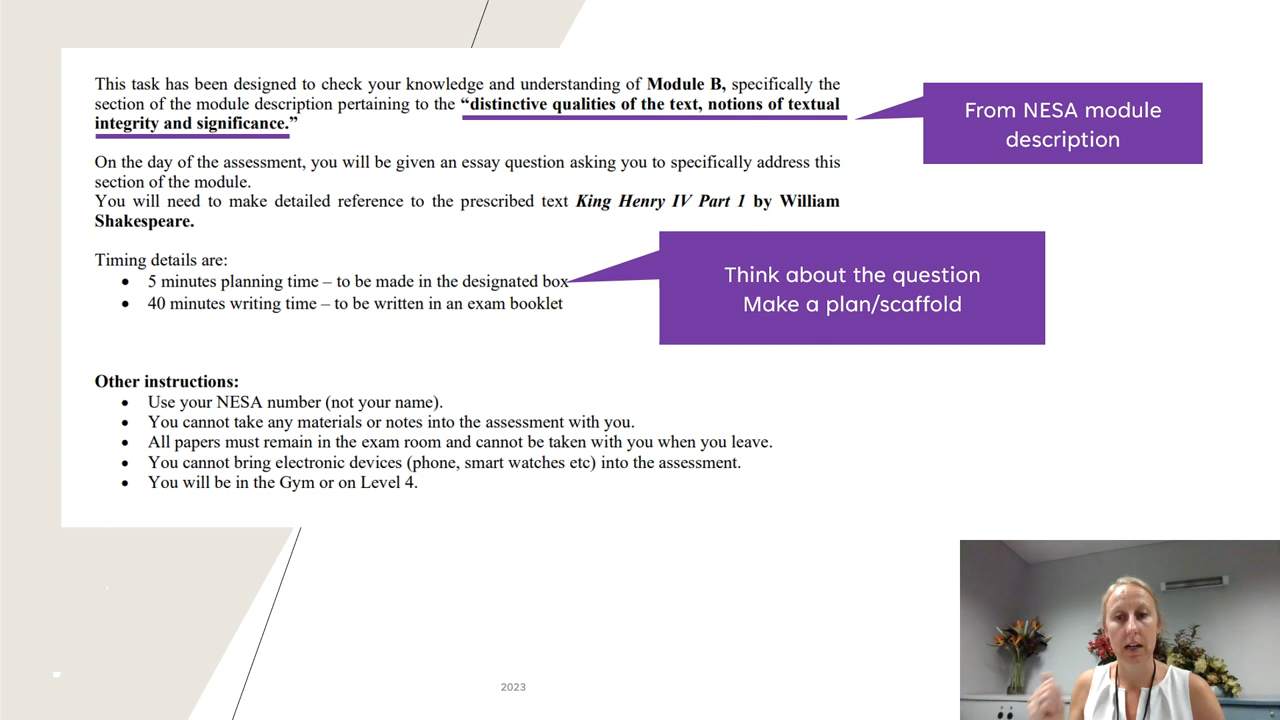 This task has been designed to check your knowledge and understanding of Module B, specifically the
section of the module description pertaining to the “distinctive qualities of the text, notions of textual
integrity and significance.”
From NESA module
description
On the day of the assessment, you will be given an essay question asking you to specifically address this
section of the module.
You will need to make detailed reference to the prescribed text King Henry IV Part 1 by William
Shakespeare.
Timing details are:
• 5 minutes planning time – to be made in the designated box
• 40 minutes writing time – to be written in an exam booklet
Think about the question
Make a plan/scaffold
Other instructions:
• Use your NESA number (not your name).
• You cannot take any materials or notes into the assessment with you.
• All papers must remain in the exam room and cannot be taken with you when you leave.
• You cannot bring electronic devices (phone, smart watches etc) into the assessment.
• You will be in the Gym or on Level 4.
2023